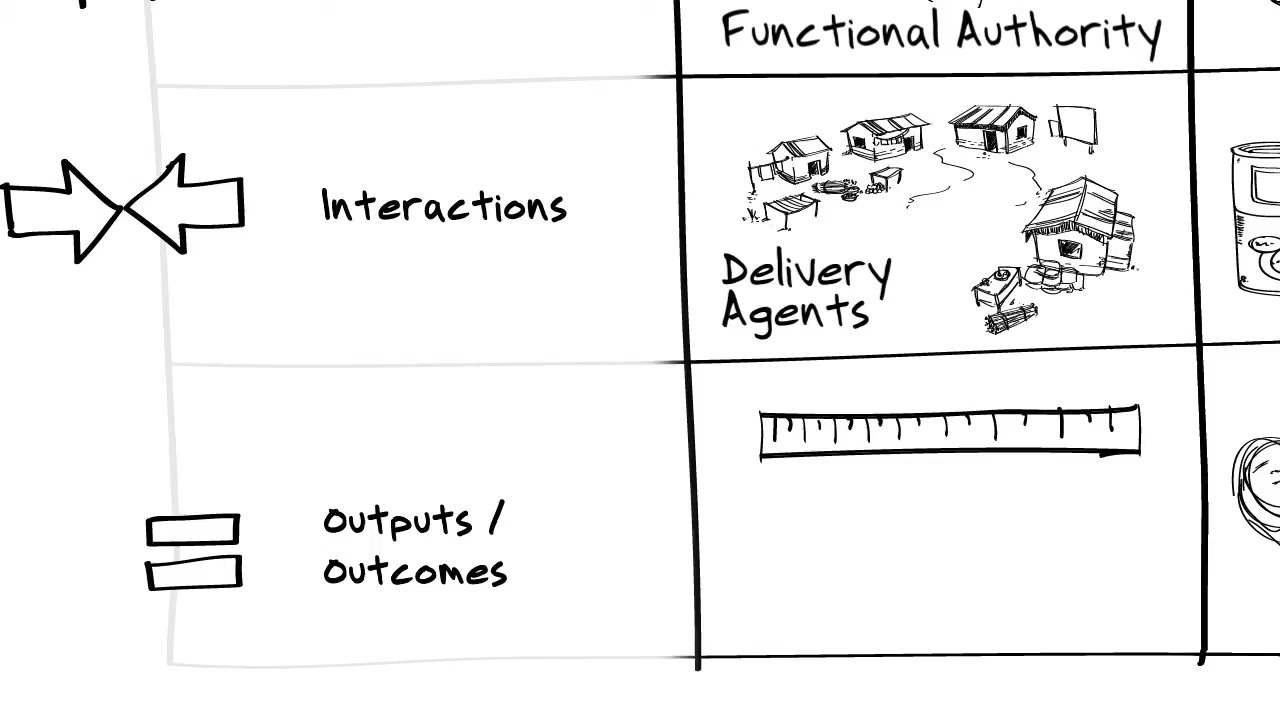 Functional Authority
Interactions
Delivery
Agents
Outputs /
Outcomes